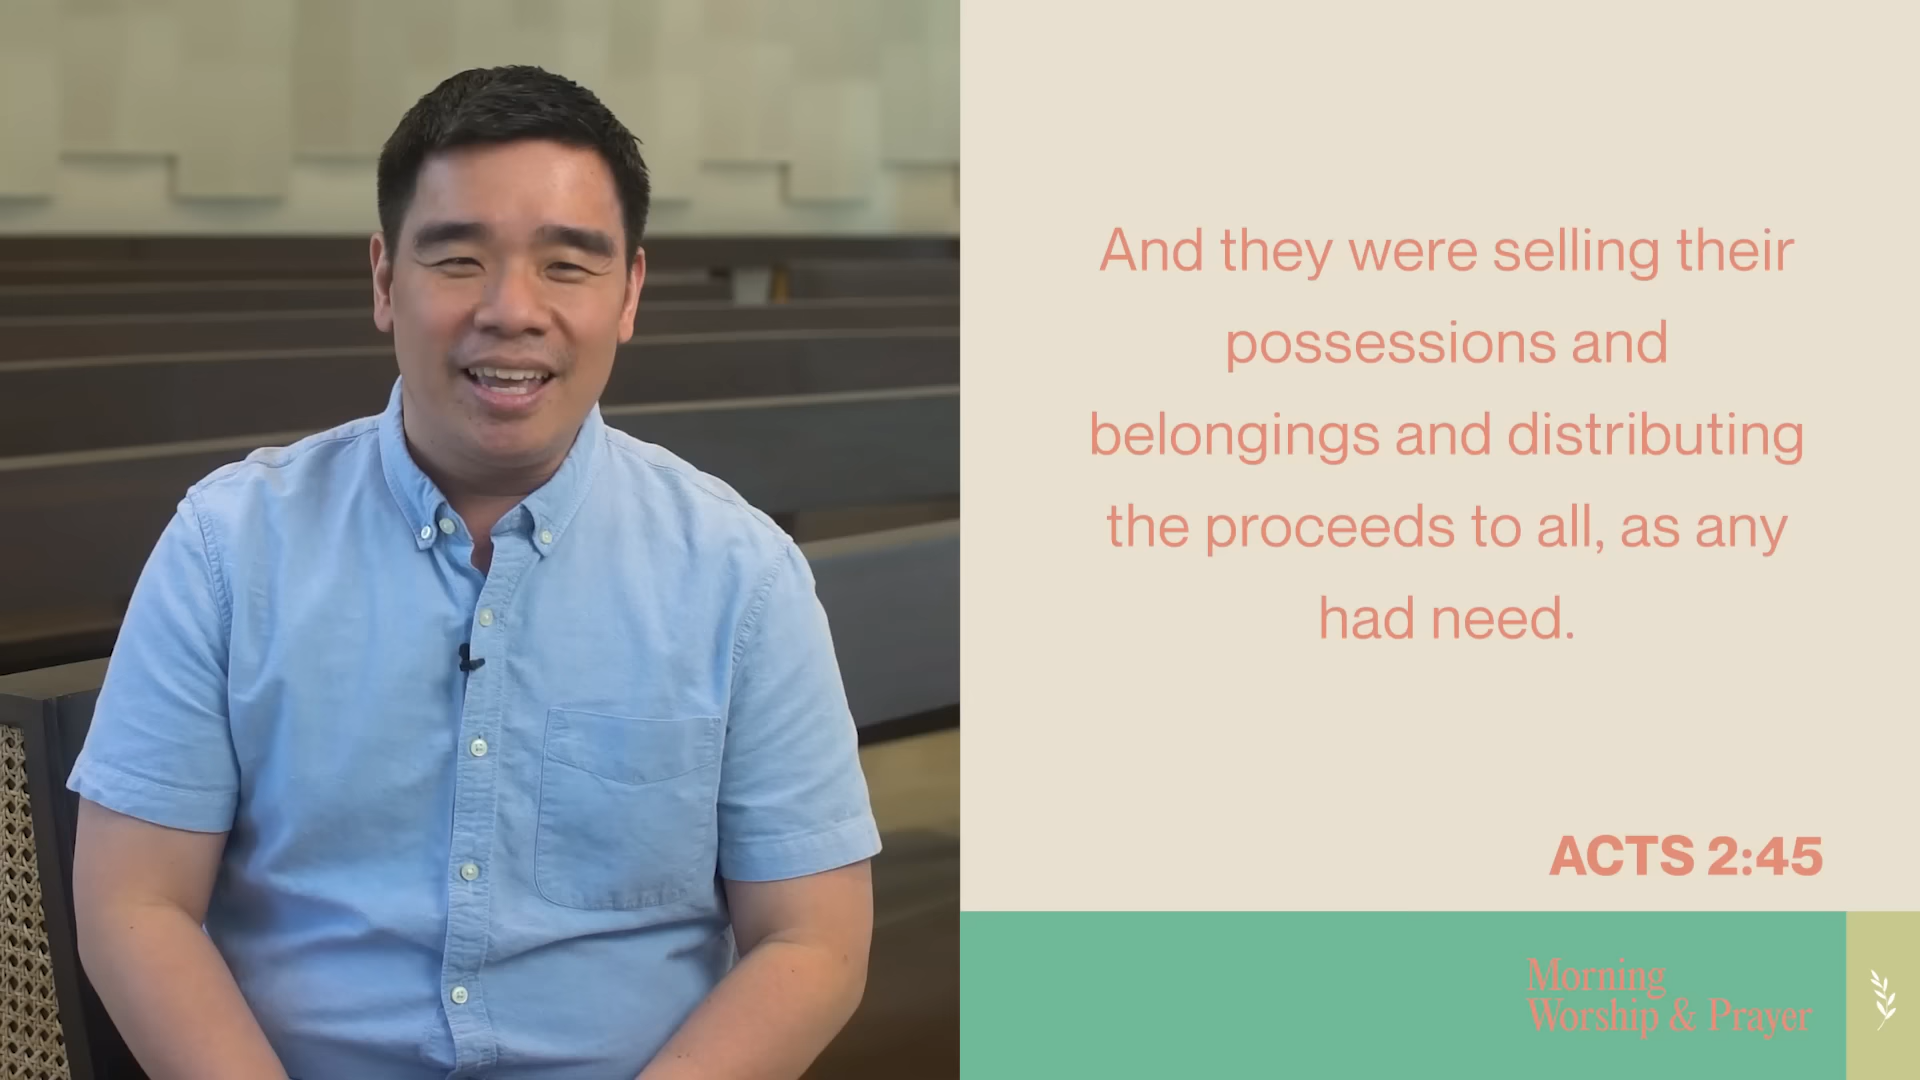 And they were selling their
possessions and
belongings and distributing
the proceeds to all, as any
had need.
ACTS 2:45
Morning
Worship & Prayer